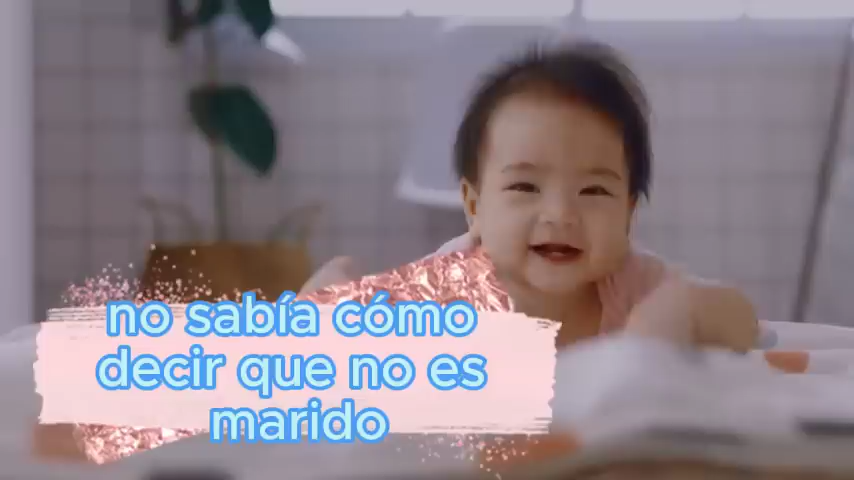 no sabía cómo
decir que no es
marido